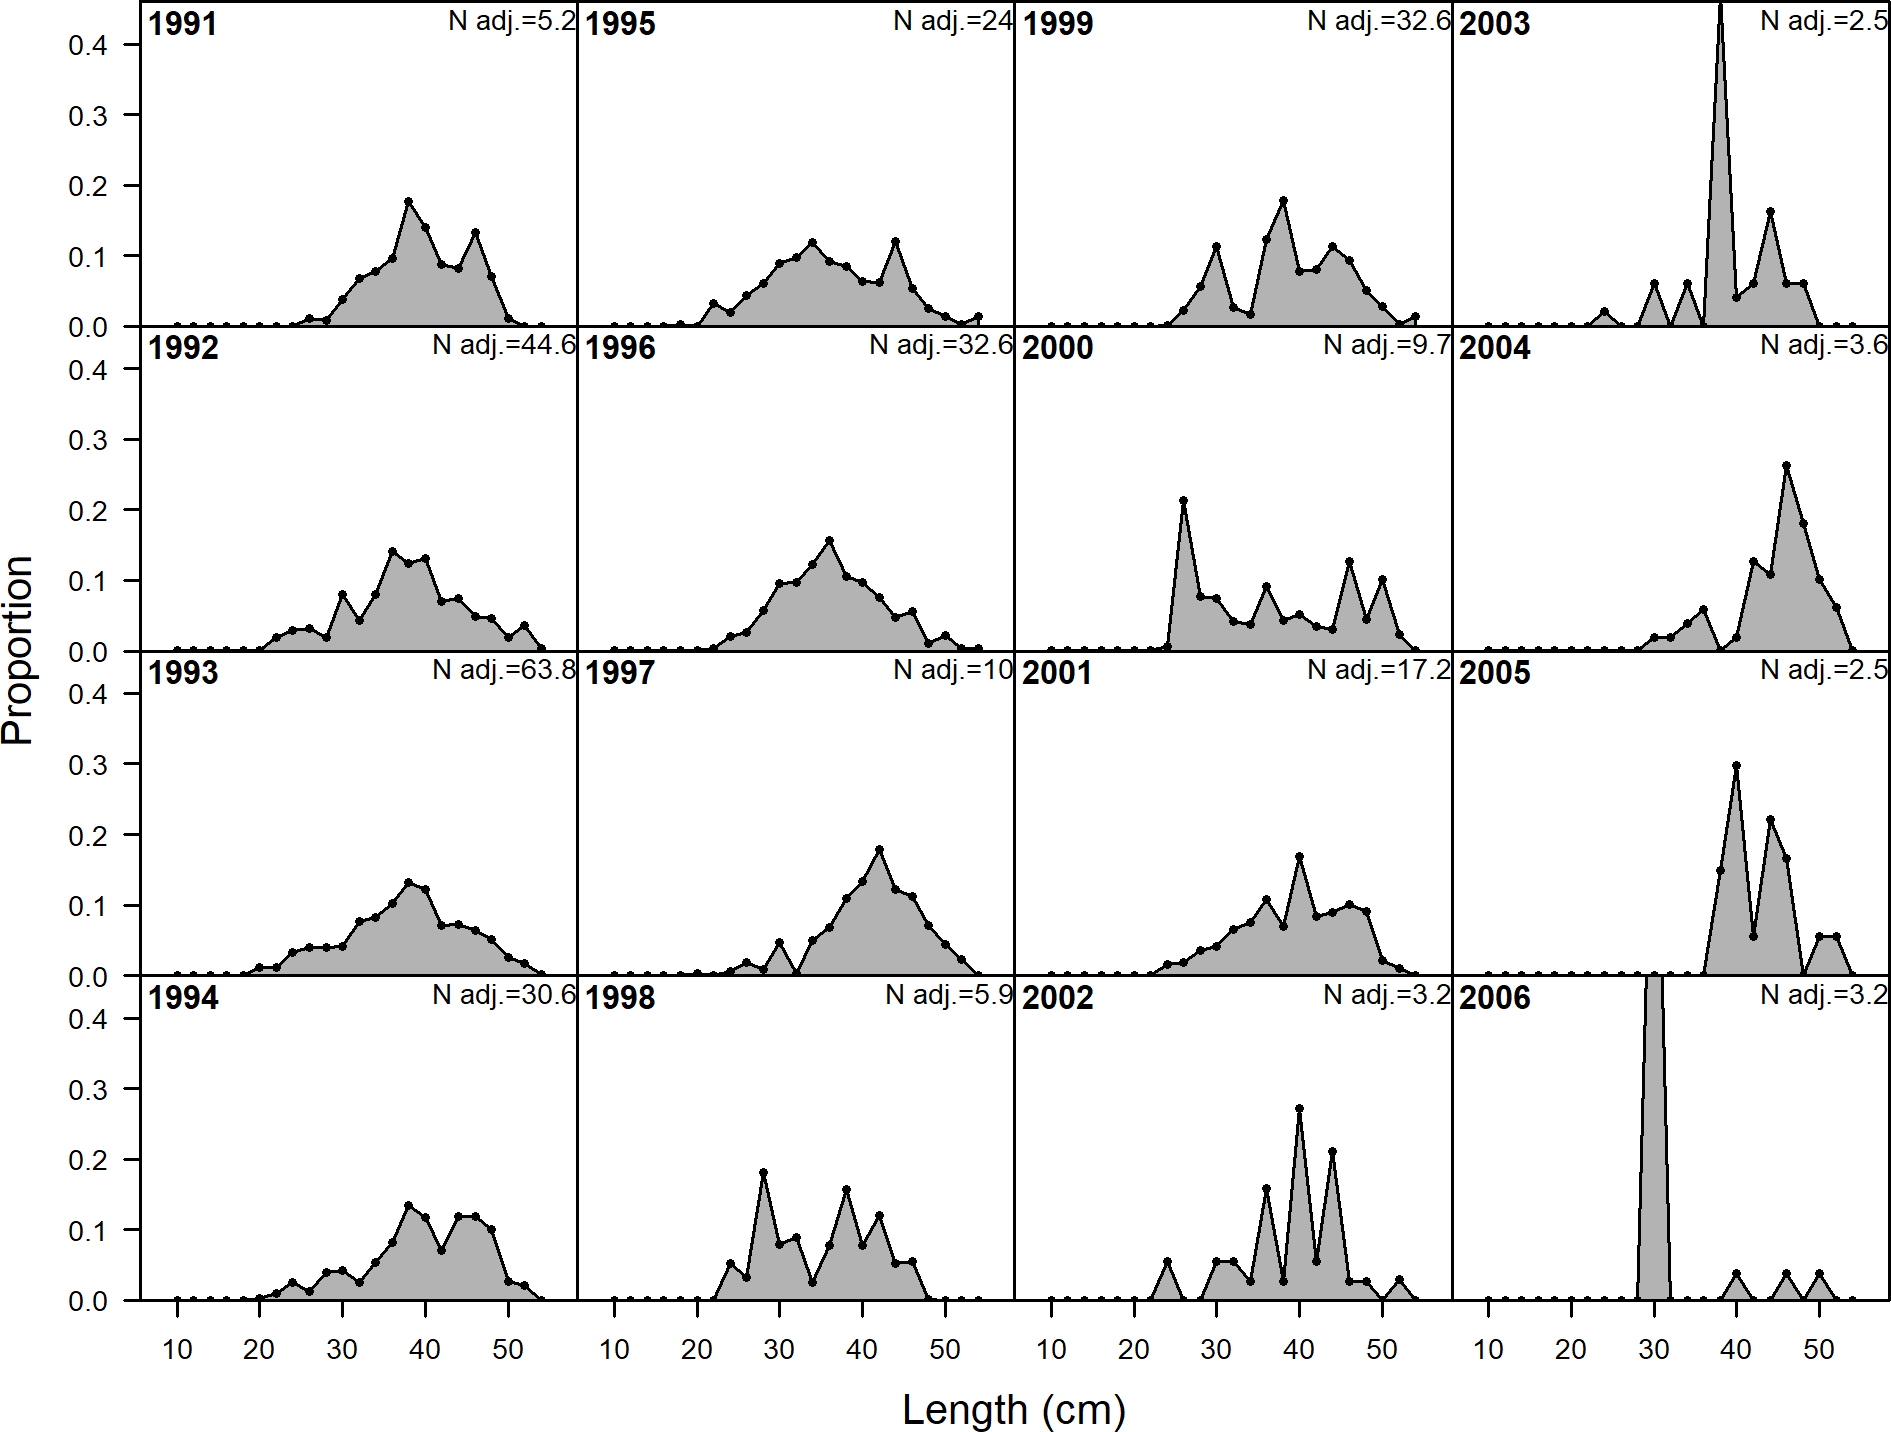 1991 N adj.=5.2 1995 N adj.=24 1999 N adj.=32.6 2003 N adj.=2.5
0.4
0.3
0.2
0.1
0.0
1992 N adj.=44.6 1996 N adj.=32.6 2000 N adj.=9.7 2004 N adj.=3.6
0.4
0.3
0.2
0.1
0.0
1993 N adj.=63.8 1997 N adj.=10 2001 N adj.=17.2 2005 N adj.=2.5
0.4
0.3
0.2
0.1
0.0
1994 N adj.=30.6 1998 N adj.=5.9 2002 N adj.=3.2 2006 N adj.=3.2
0.4
0.3
0.2
0.1
0.0
10 20 30 40 50 10 20 30 40 50 10 20 30 40 50 10 20 30 40 50
Length (cm)
Proportion